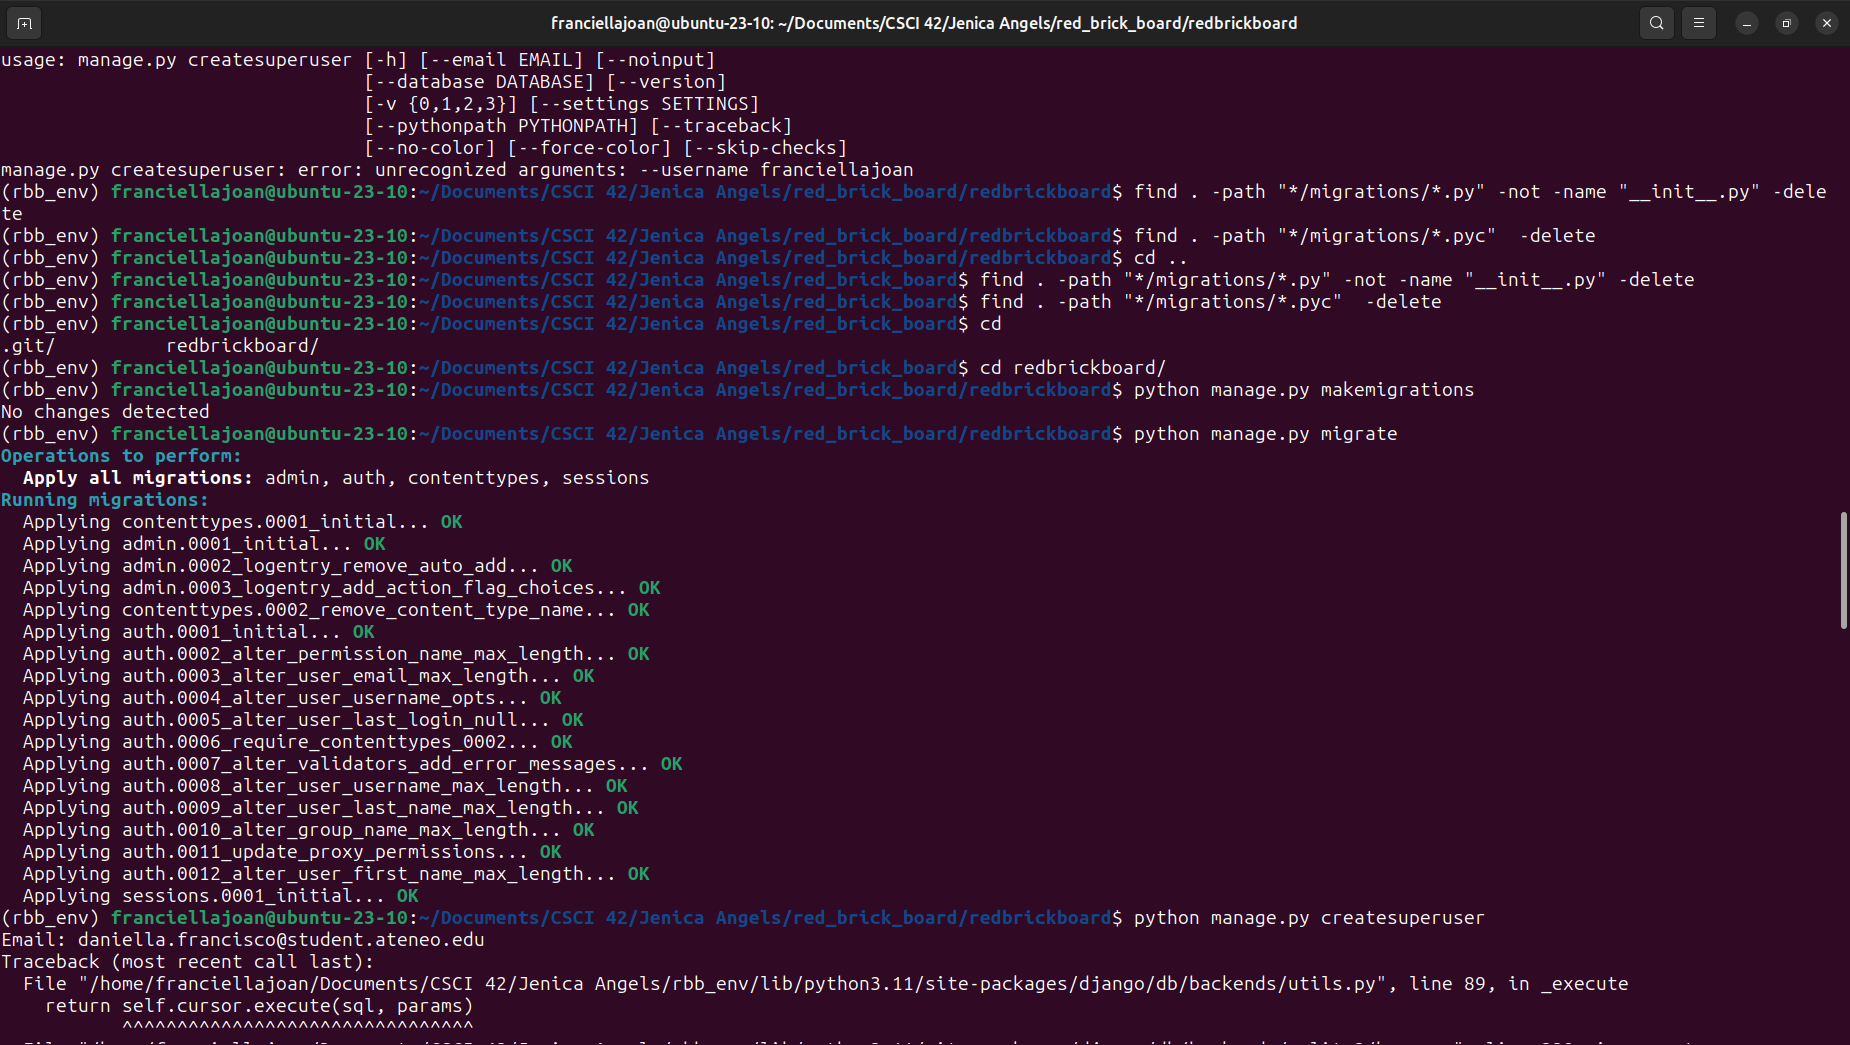 franciellajoan@ubuntu-23-10: ~/Documents/CSCI 42/Jenica Angels/red_brick_board/redbrickboard
usage: manage.py createsuperuser [-h] [--email EMAIL] [--noinput]
                                 [--database DATABASE] [--version]
                                 [-v {0,1,2,3}] [--settings SETTINGS]
                                 [--pythonpath PYTHONPATH] [--traceback]
                                 [--no-color] [--force-color] [--skip-checks]
manage.py createsuperuser: error: unrecognized arguments: --username franciellajoan
(rbb_env) franciellajoan@ubuntu-23-10:~/Documents/CSCI 42/Jenica Angels/red_brick_board/redbrickboard$ find . -path "*/migrations/*.py" -not -name "__init__.py" -dele
te
(rbb_env) franciellajoan@ubuntu-23-10:~/Documents/CSCI 42/Jenica Angels/red_brick_board/redbrickboard$ find . -path "*/migrations/*.pyc"  -delete
(rbb_env) franciellajoan@ubuntu-23-10:~/Documents/CSCI 42/Jenica Angels/red_brick_board/redbrickboard$ cd ..
(rbb_env) franciellajoan@ubuntu-23-10:~/Documents/CSCI 42/Jenica Angels/red_brick_board$ find . -path "*/migrations/*.py" -not -name "__init__.py" -delete
(rbb_env) franciellajoan@ubuntu-23-10:~/Documents/CSCI 42/Jenica Angels/red_brick_board$ find . -path "*/migrations/*.pyc"  -delete
(rbb_env) franciellajoan@ubuntu-23-10:~/Documents/CSCI 42/Jenica Angels/red_brick_board$ cd
.git/          redbrickboard/
(rbb_env) franciellajoan@ubuntu-23-10:~/Documents/CSCI 42/Jenica Angels/red_brick_board$ cd redbrickboard/
(rbb_env) franciellajoan@ubuntu-23-10:~/Documents/CSCI 42/Jenica Angels/red_brick_board/redbrickboard$ python manage.py makemigrations
No changes detected
(rbb_env) franciellajoan@ubuntu-23-10:~/Documents/CSCI 42/Jenica Angels/red_brick_board/redbrickboard$ python manage.py migrate
Operations to perform:
  Apply all migrations: admin, auth, contenttypes, sessions
Running migrations:
  Applying contenttypes.0001_initial... OK
  Applying admin.0001_initial... OK
  Applying admin.0002_logentry_remove_auto_add... OK
  Applying admin.0003_logentry_add_action_flag_choices... OK
  Applying contenttypes.0002_remove_content_type_name... OK
  Applying auth.0001_initial... OK
  Applying auth.0002_alter_permission_name_max_length... OK
  Applying auth.0003_alter_user_email_max_length... OK
  Applying auth.0004_alter_user_username_opts... OK
  Applying auth.0005_alter_user_last_login_null... OK
  Applying auth.0006_require_contenttypes_0002... OK
  Applying auth.0007_alter_validators_add_error_messages... OK
  Applying auth.0008_alter_user_username_max_length... OK
  Applying auth.0009_alter_user_last_name_max_length... OK
  Applying auth.0010_alter_group_name_max_length... OK
  Applying auth.0011_update_proxy_permissions... OK
  Applying auth.0012_alter_user_first_name_max_length... OK
  Applying sessions.0001_initial... OK
(rbb_env) franciellajoan@ubuntu-23-10:~/Documents/CSCI 42/Jenica Angels/red_brick_board/redbrickboard$ python manage.py createsuperuser
Email: daniella.francisco@student.ateneo.edu
Traceback (most recent call last):
  File "/home/franciellajoan/Documents/CSCI 42/Jenica Angels/rbb_env/lib/python3.11/site-packages/django/db/backends/utils.py", line 89, in _execute
    return self.cursor.execute(sql, params)
           ^^^^^^^^^^^^^^^^^^^^^^^^^^^^^^^^